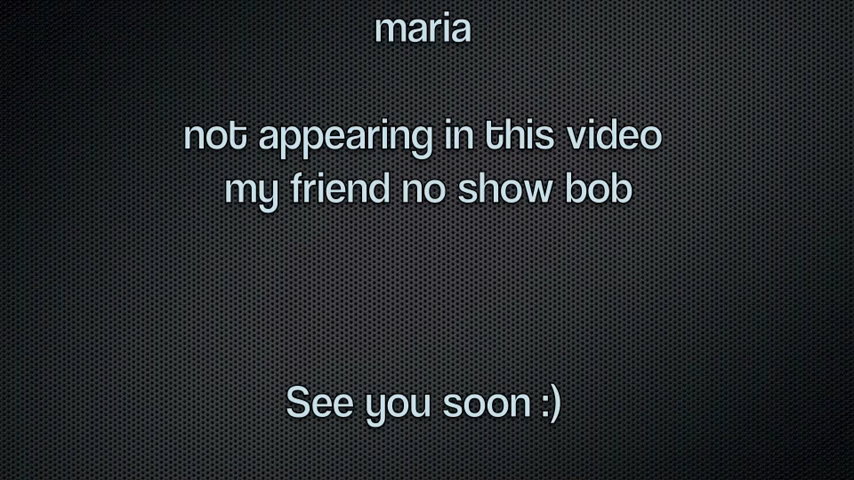 maria
not appearing in this video
my friend no show bob
See you soon :)